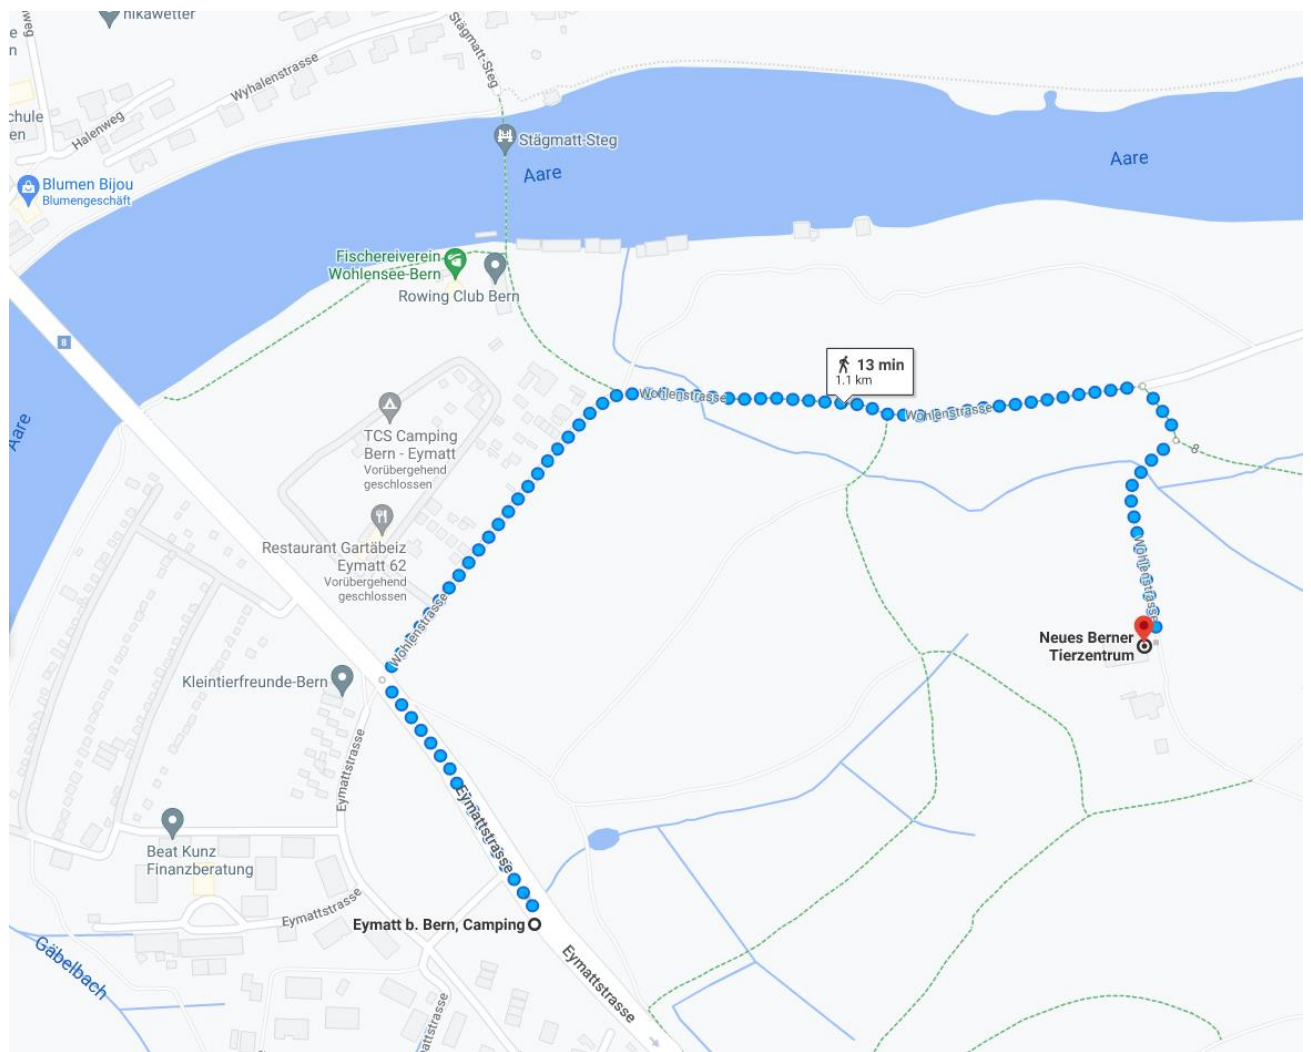 nikawetter
weg
Stägmatt-Steg
Wyhalenstrasse
Halenweg
chule
en
Stägmatt-Steg
Aare
Aare
Blumen Bijou
Blumengeschäft
Fischereiverein
Wohlensee-Bern
Rowing Club Bern
8
13 min
1.1 km
Wohlenstrasse
Wohlenstrasse
Aare
TCS Camping
Bern - Eymatt
Vorübergehend
geschlossen
8
Restaurant Gartäbeiz
Eymatt 62
Vorübergehend
geschlossen
Wohlenstrasse
Wohlenstrasse
Neues Berner
Tierzentrum
Kleintierfreunde-Bern
Eymattstrasse
Eymattstrasse
Beat Kunz
Finanzberatung
Eymattstrasse
Eymatt b. Bern, Camping
Eymattstrasse
Gäbelbach
mattstrasse